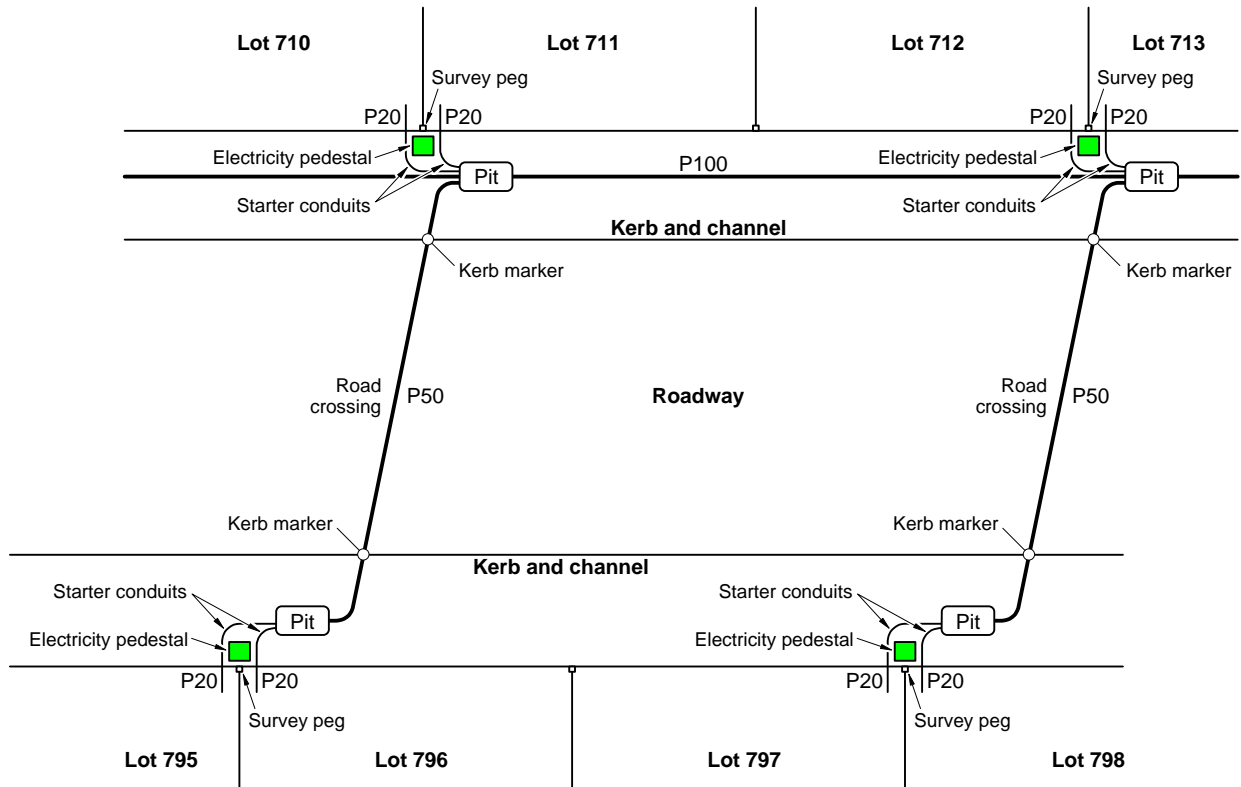 Lot 710
Lot 711
Lot 712
Lot 713
Survey peg
Survey peg
P20
P20
P20
P20
Electricity pedestal
Electricity pedestal
P100
Pit
Pit
Starter conduits
Starter conduits
Kerb and channel
Kerb marker
Kerb marker
Road
crossing
P50
Roadway
Road
crossing
P50
Kerb marker
Kerb marker
Kerb and channel
Starter conduits
Starter conduits
Pit
Pit
Electricity pedestal
Electricity pedestal
P20
P20
P20
P20
Survey peg
Survey peg
Lot 795
Lot 796
Lot 797
Lot 798